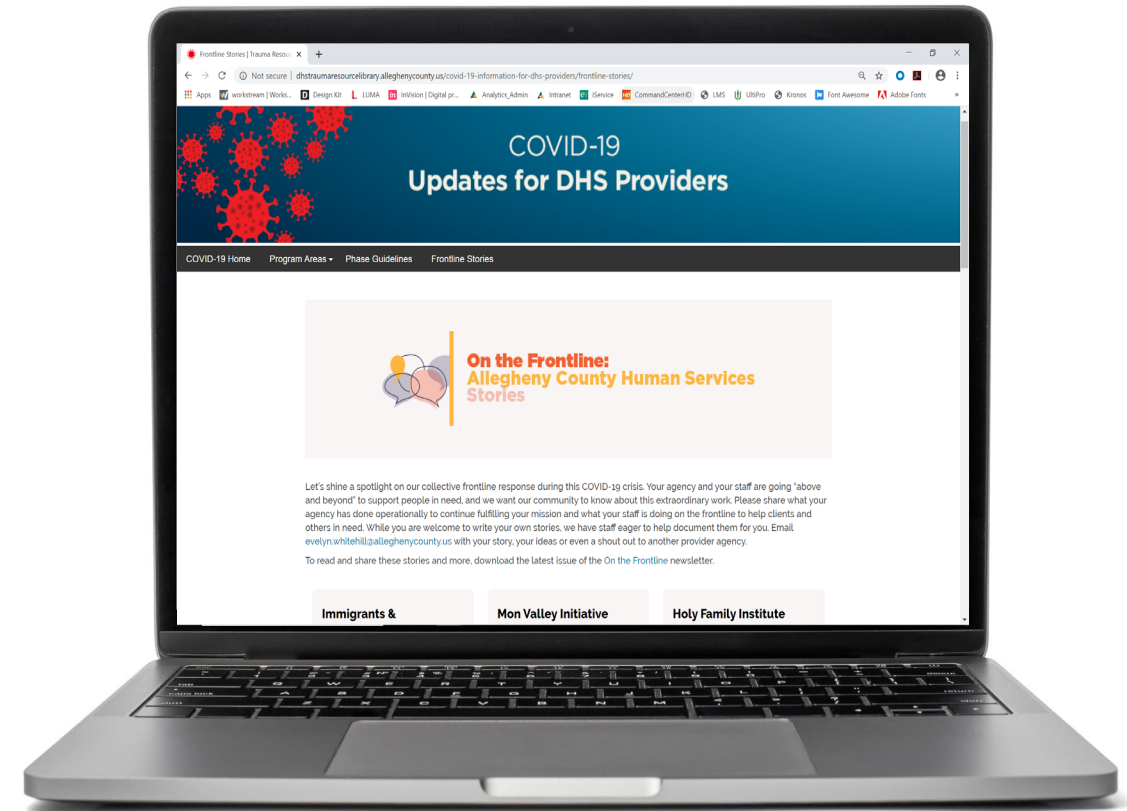 Frontline Stories | Trauma Resour
Not secure | dhstraumaresourcelibrary.alleghenycounty.us/covid-19-information-for-dhs-providers/frontline-stories/
Apps workstream | Works... Design Kit LUMA InVision | Digital pr... Analytics_Admin Intranet iService CommandCenterHD LMS UltiPro Kronos Font Awesome Adobe Fonts »
COVID-19
Updates for DHS Providers
COVID-19 Home Program Areas Phase Guidelines Frontline Stories
On the Frontline:
Allegheny County Human Services
Stories
Let's shine a spotlight on our collective frontline response during this COVID-19 crisis. Your agency and your staff are going “above
and beyond” to support people in need, and we want our community to know about this extraordinary work. Please share what your
agency has done operationally to continue fulfilling your mission and what your staff is doing on the frontline to help clients and
others in need. While you are welcome to write your own stories, we have staff eager to help document them for you. Email
evelyn.whitehill@alleghenycounty.us with your story, your ideas or even a shout out to another provider agency.
To read and share these stories and more, download the latest issue of the On the Frontline newsletter.
Immigrants & Mon Valley Initiative Holy Family Institute
delete
tab Q W E R T Y U I O P
caps lock A S D F G H J K L return
shift Z X C V B N M shift